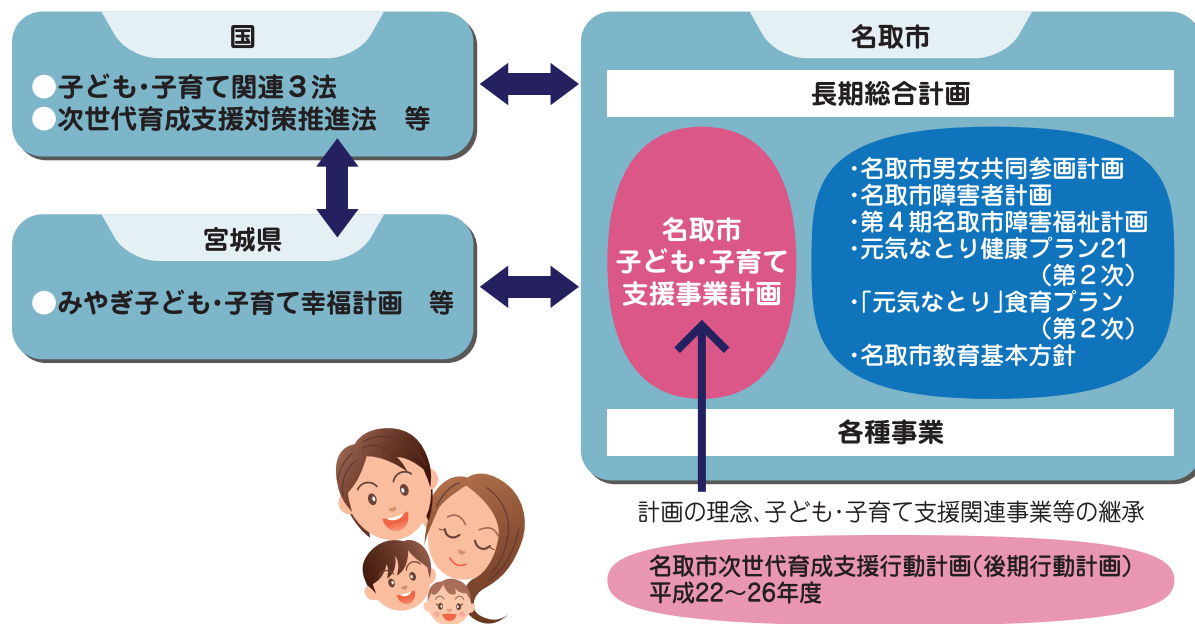 国
●子ども・子育て関連３法
●次世代育成支援対策推進法　等
宮城県
●みやぎ子ども・子育て幸福計画　等
名取市
長期総合計画
名取市
子ども・子育て
支援事業計画
・名取市男女共同参画計画
・名取市障害者計画
・第４期名取市障害福祉計画
・元気なとり健康プラン21
（第２次）
・「元気なとり」食育プラン
（第２次）
・名取市教育基本方針
各種事業
計画の理念、子ども・子育て支援関連事業等の継承
名取市次世代育成支援行動計画（後期行動計画）
平成22〜26年度